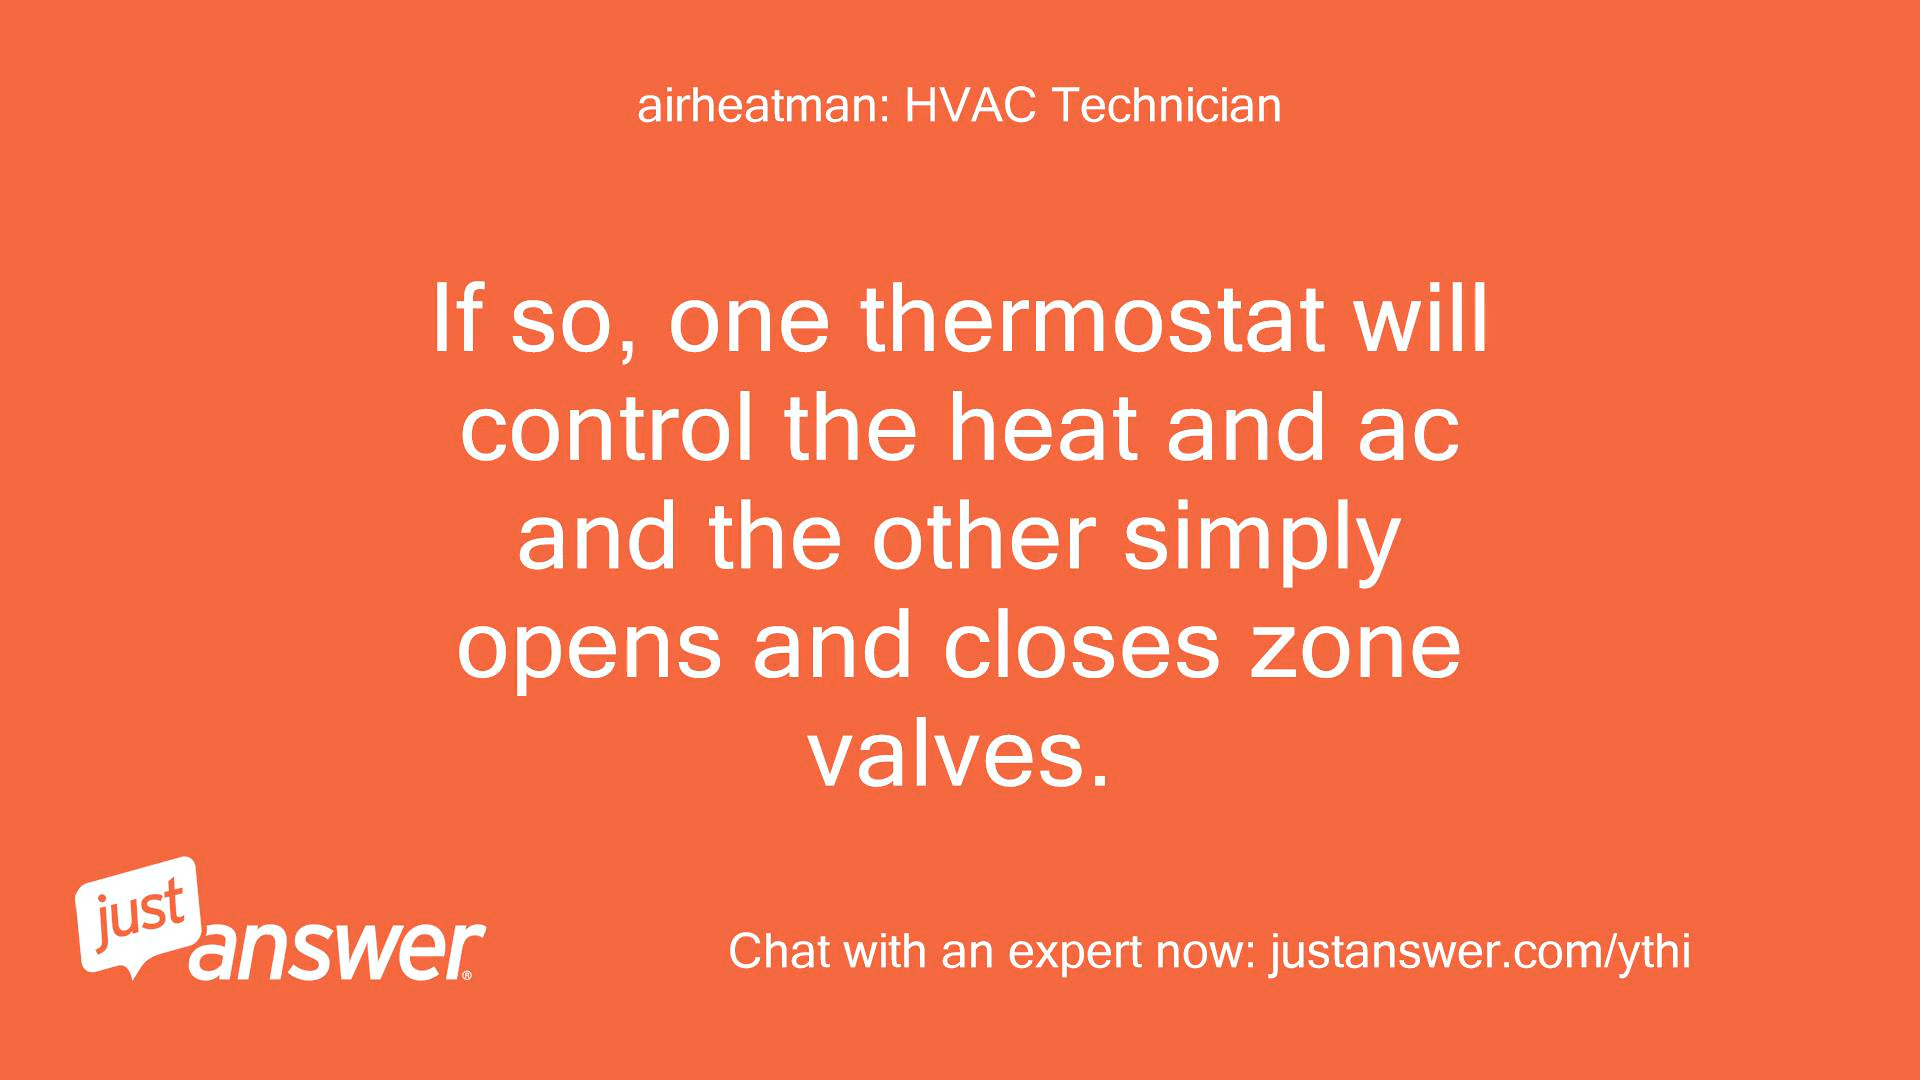 airheatman: HVAC Technician
If so, one thermostat will
control the heat and ac
and the other simply
opens and closes zone
valves.
just
answer®
Chat with an expert now: justanswer.com/ythi